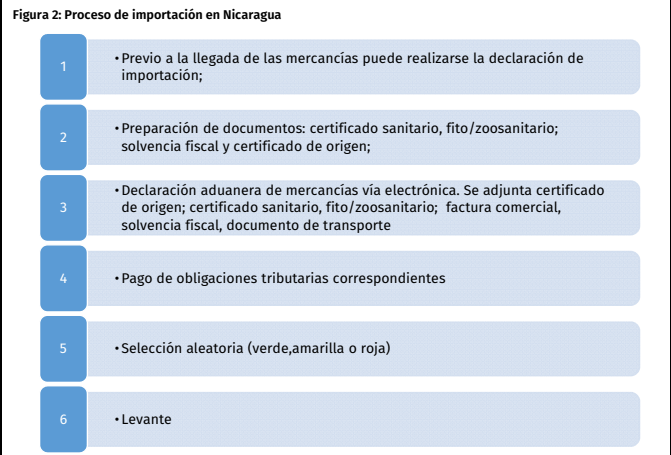 Figura 2: Proceso de importación en Nicaragua
1
•Previo a la llegada de las mercancías puede realizarse la declaración de
importación;
2
•Preparación de documentos: certificado sanitario, fito/zoosanitario;
solvencia fiscal y certificado de origen;
3
•Declaración aduanera de mercancías vía electrónica. Se adjunta certificado
de origen; certificado sanitario, fito/zoosanitario; factura comercial,
solvencia fiscal, documento de transporte
4
•Pago de obligaciones tributarias correspondientes
5
•Selección aleatoria (verde,amarilla o roja)
6
•Levante